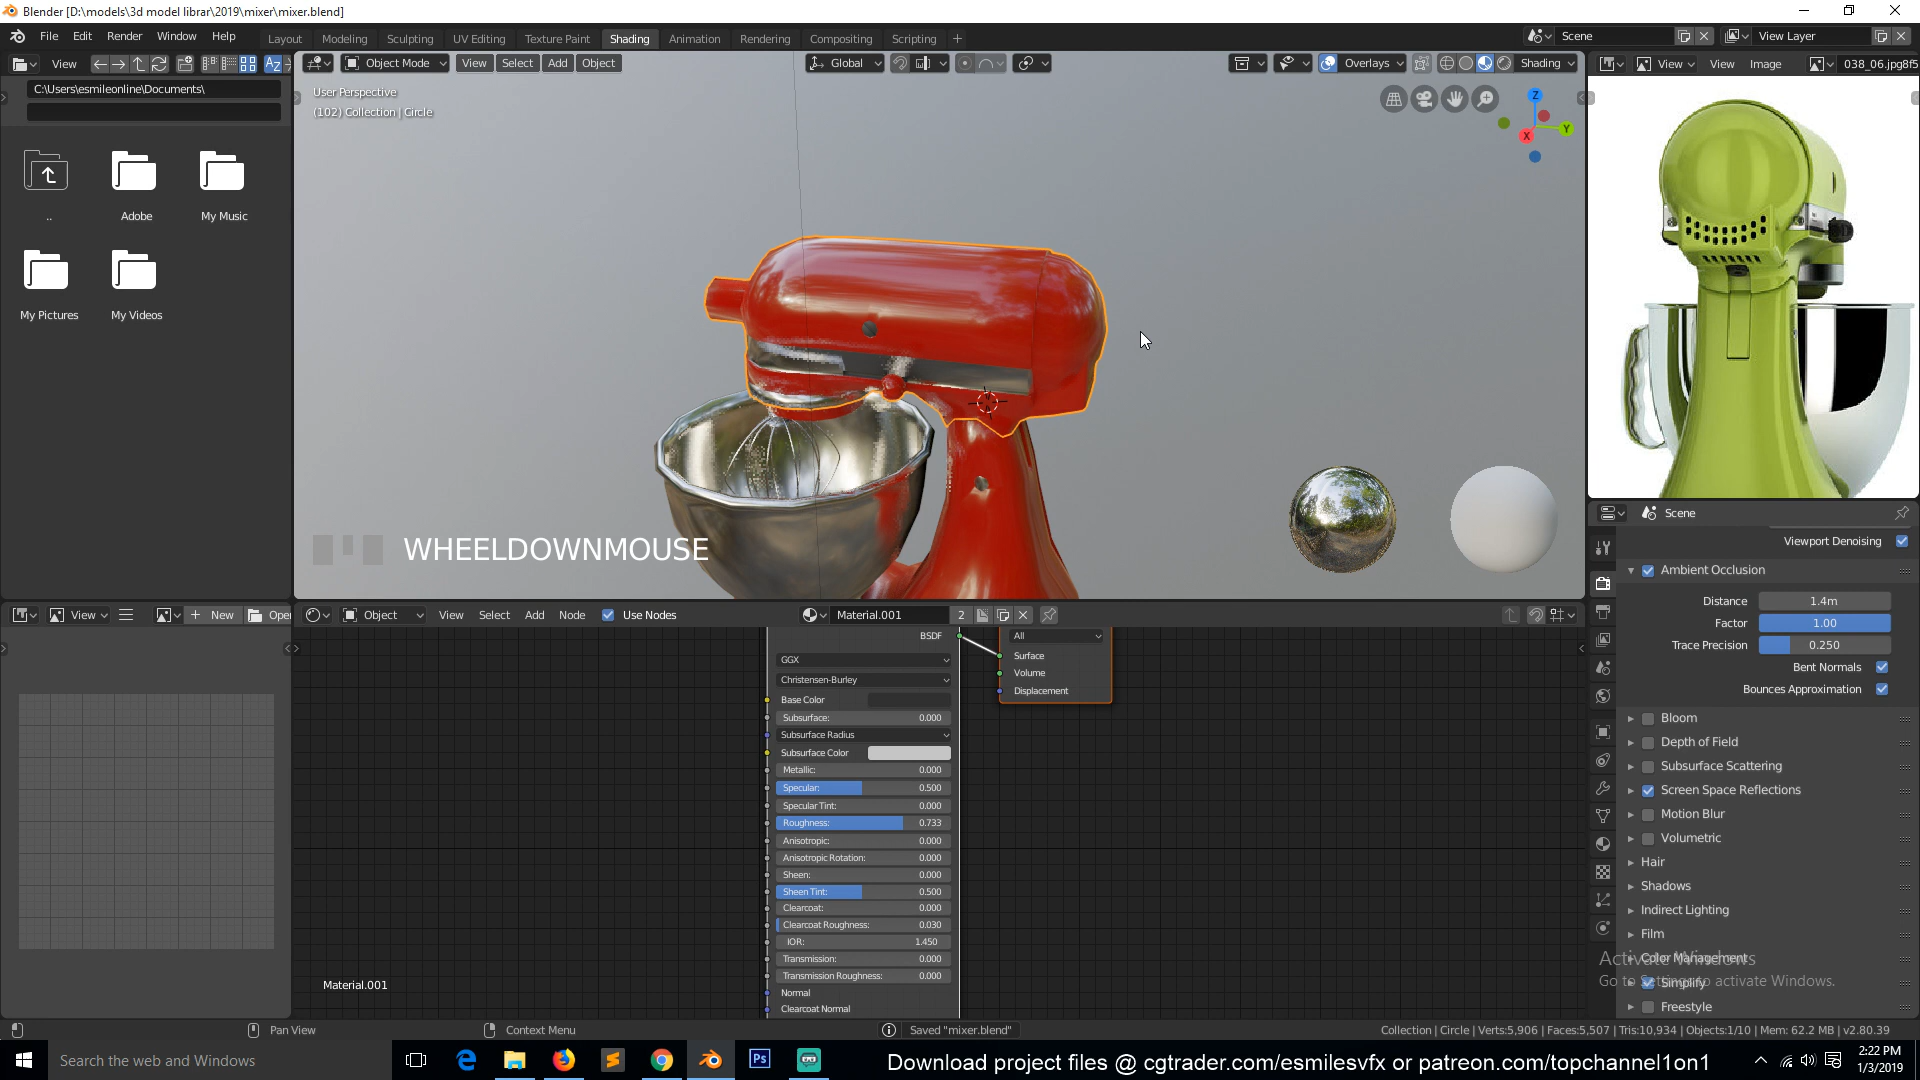 Blender [D:\models\3d model librar\2019\mixer\mixer.blend]
File Edit Render Window Help
Layout Modeling Sculpting UV Editing Texture Paint Shading Animation Rendering Compositing Scripting +
Scene
View Layer
View
Object Mode View Select Add Object
Global
Overlays
Shading
View View Image 038_06.jpg8f5
C:\Users\esmileonline\Documents\
User Perspective
(102) Collection | Circle
Z
Y
X
..
Adobe
My Music
My Pictures
My Videos
WHEELDOWNMOUSE
Scene
Viewport Denoising
Ambient Occlusion
Distance 1.4m
Factor 1.00
Trace Precision 0.250
Bent Normals
Bounces Approximation
Bloom
Depth of Field
Subsurface Scattering
Screen Space Reflections
Motion Blur
Volumetric
Hair
Shadows
Indirect Lighting
Film
Color Management
Simplify
Freestyle
Activate Windows
Go to Settings to activate Windows.
View + New Open
Object View Select Add Node Use Nodes
Material.001 2
BSDF
GGX
Christensen-Burley
Base Color
Subsurface: 0.000
Subsurface Radius
Subsurface Color
Metallic: 0.000
Specular: 0.500
Specular Tint: 0.000
Roughness: 0.733
Anisotropic: 0.000
Anisotropic Rotation: 0.000
Sheen: 0.000
Sheen Tint: 0.500
Clearcoat: 0.000
Clearcoat Roughness: 0.030
IOR: 1.450
Transmission: 0.000
Transmission Roughness: 0.000
Normal
Clearcoat Normal
All
Surface
Volume
Displacement
Material.001
Pan View
Context Menu
Saved "mixer.blend"
Collection | Circle | Verts:5,906 | Faces:5,507 | Tris:10,934 | Objects:1/10 | Mem: 62.2 MB | v2.80.39
Search the web and Windows
Ps
Download project files @ cgtrader.com/esmilesvfx or patreon.com/topchannel1on1
2:22 PM
1/3/2019